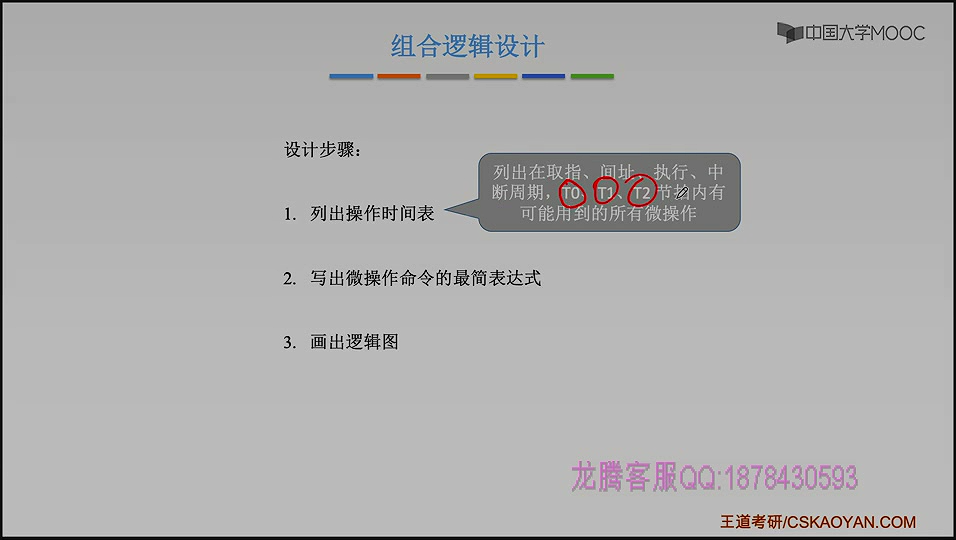 组合逻辑设计
中国大学MOOC
设计步骤：
列出在取指、间址、执行、中
断周期，T0、T1、T2节拍内有
可能用到的所有微操作
1. 列出操作时间表
2. 写出微操作命令的最简表达式
3. 画出逻辑图
龙腾客服QQ:1878430593
王道考研/CSKAOYAN.COM